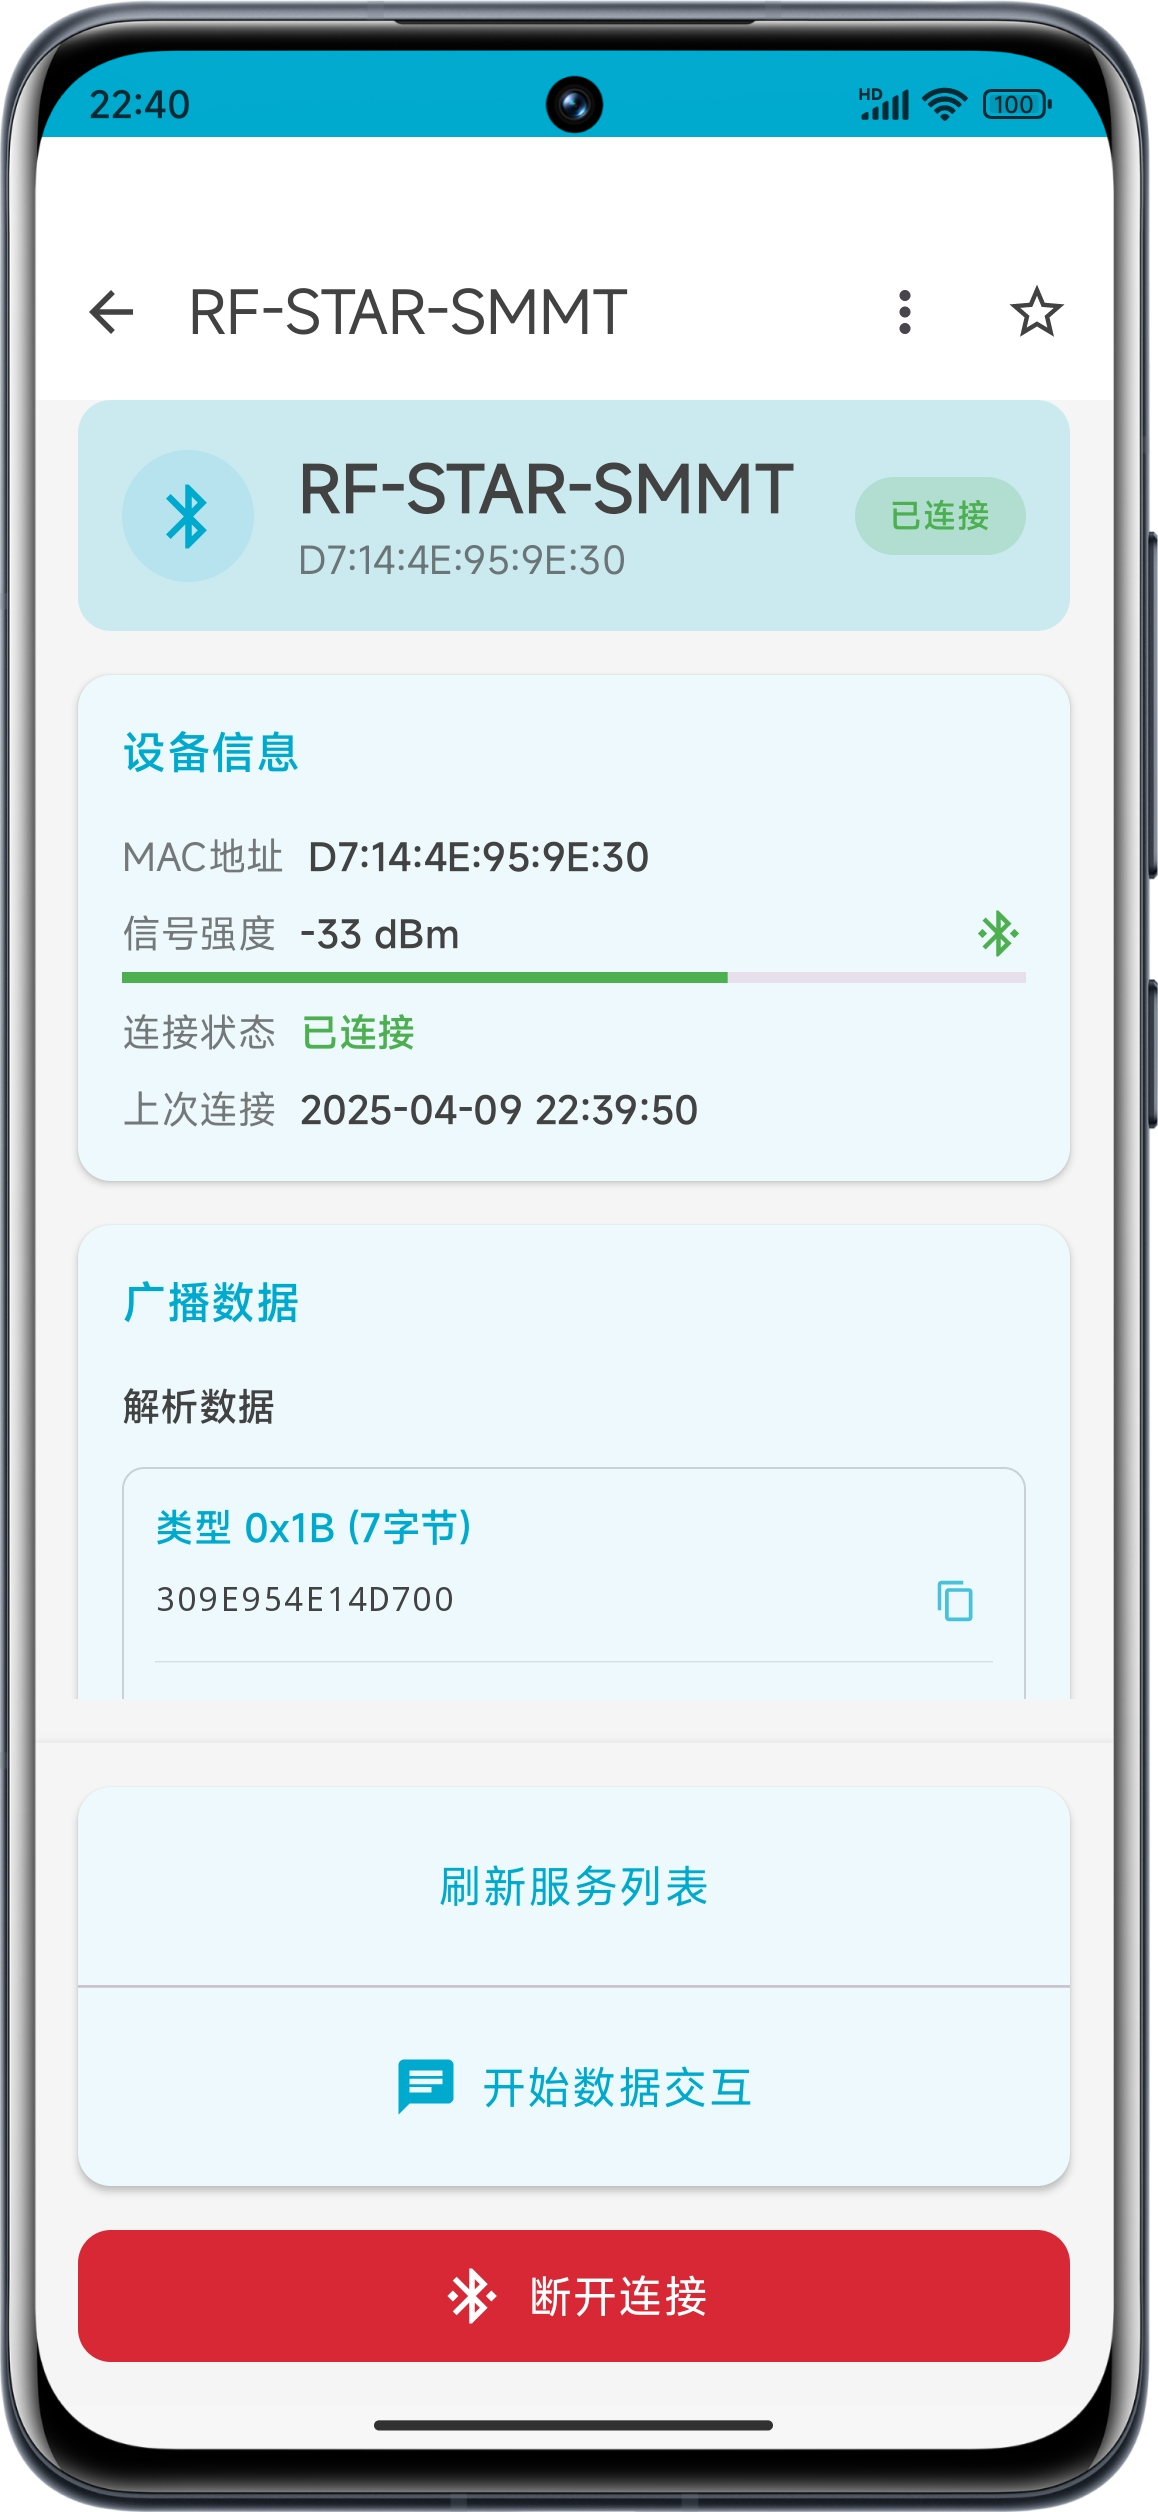 22:40
HD
100
RF-STAR-SMMT
RF-STAR-SMMT
D7:14:4E:95:9E:30
已连接
设备信息
MAC地址 D7:14:4E:95:9E:30
信号强度 -33 dBm
连接状态 已连接
上次连接 2025-04-09 22:39:50
广播数据
解析数据
类型 0x1B (7字节)
309E954E14D700
刷新服务列表
开始数据交互
断开连接